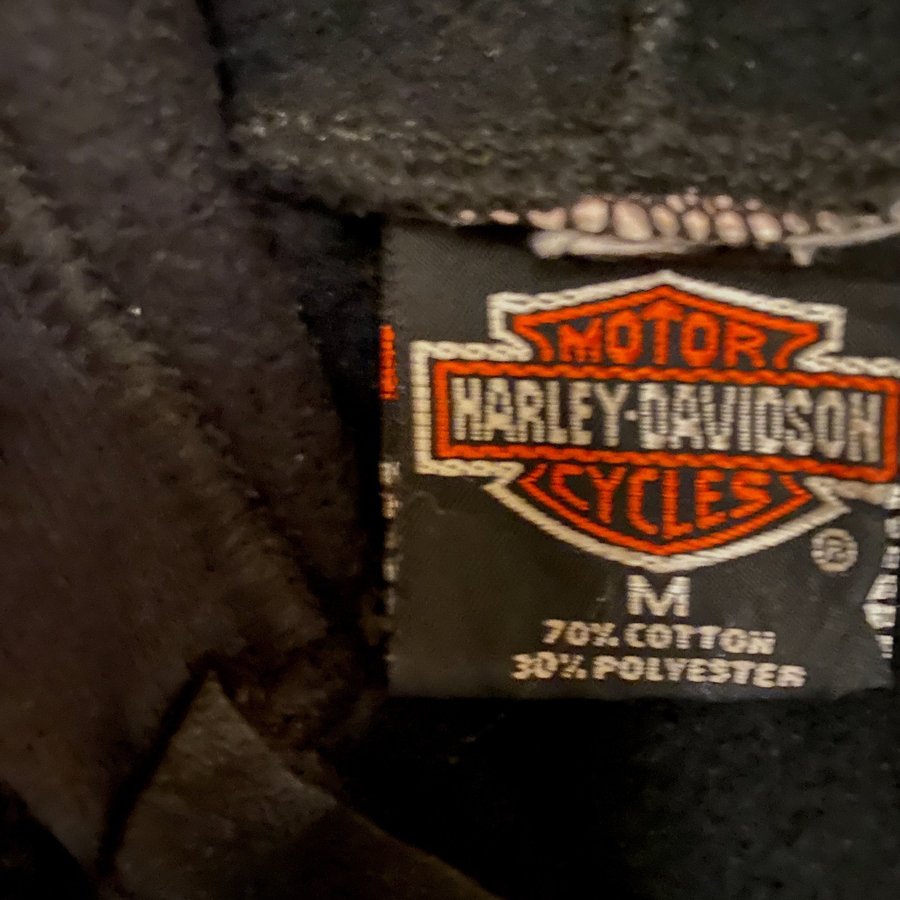 MOTOR
HARLEY-DAVIDSON
CYCLES
®
M
70% COTTON
30% POLYESTER